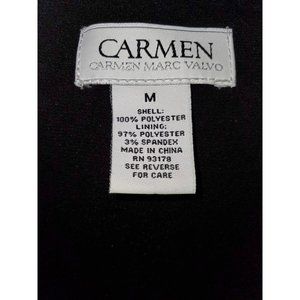 CARMEN
CARMEN MARC VALVO
M
SHELL:
100% POLYESTER
LINING:
97% POLYESTER
3% SPANDEX
MADE IN CHINA
RN 93178
SEE REVERSE
FOR CARE